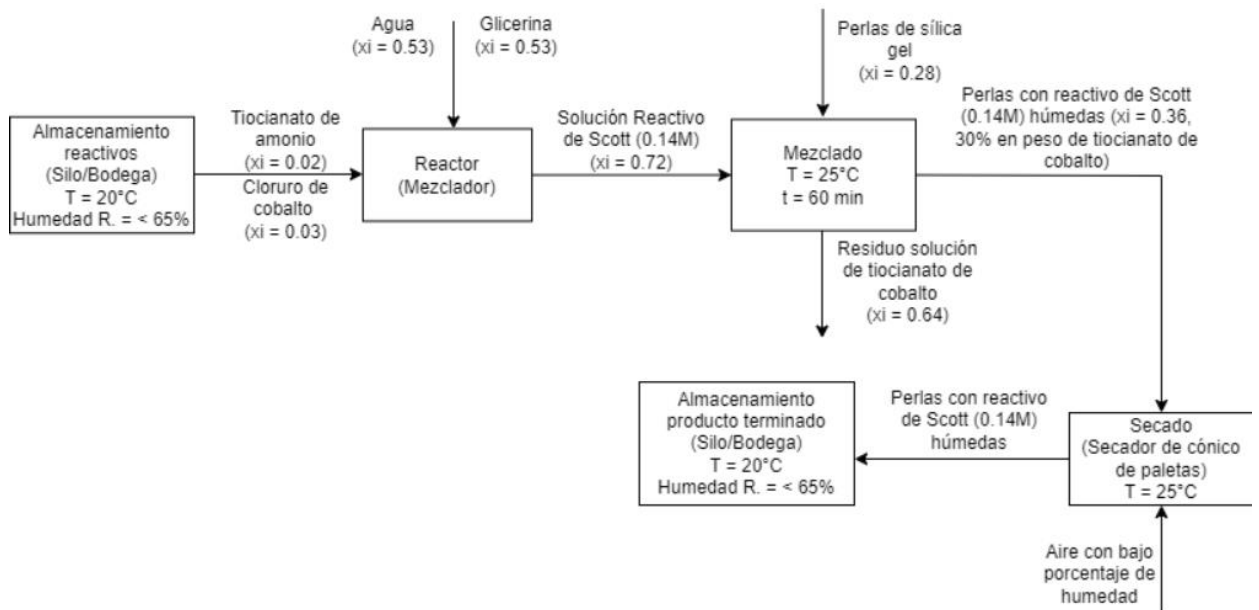 Agua
(xi = 0.53)
Glicerina
(xi = 0.53)
Perlas de sílica
gel
(xi = 0.28)
Almacenamiento
reactivos
(Silo/Bodega)
T = 20°C
Humedad R. = < 65%
Tiocianato de
amonio
(xi = 0.02)
Cloruro de
cobalto
(xi = 0.03)
Reactor
(Mezclador)
Solución Reactivo
de Scott (0.14M)
(xi = 0.72)
Mezclado
T = 25°C
t = 60 min
Perlas con reactivo de Scott
(0.14M) húmedas (xi = 0.36,
30% en peso de tiocianato de
cobalto)
Residuo solución
de tiocianato de
cobalto
(xi = 0.64)
Almacenamiento
producto terminado
(Silo/Bodega)
T = 20°C
Humedad R. = < 65%
Perlas con reactivo
de Scott (0.14M)
húmedas
Secado
(Secador de cónico
de paletas)
T = 25°C
Aire con bajo
porcentaje de
humedad